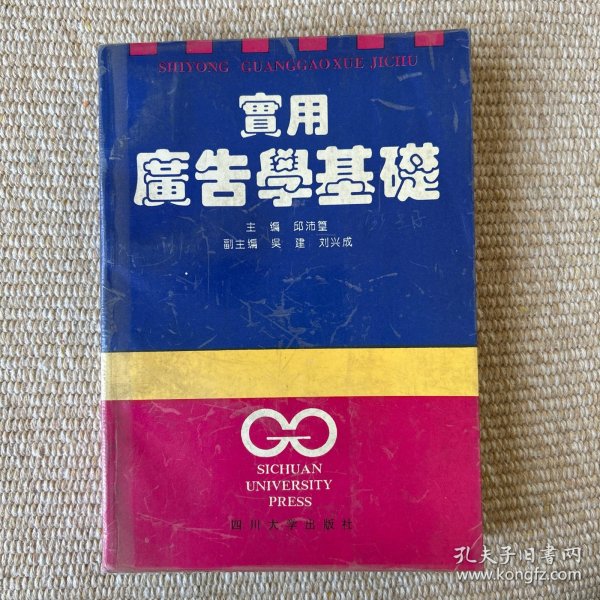 SHIYONG GUANGGAOXUE JICHU
實用
廣告學基礎
主 编 邱沛篁
副主编 吳 建 刘兴成
SICHUAN
UNIVERSITY
PRESS
四川大学出版社
孔夫子旧书网
www.kongfz.com